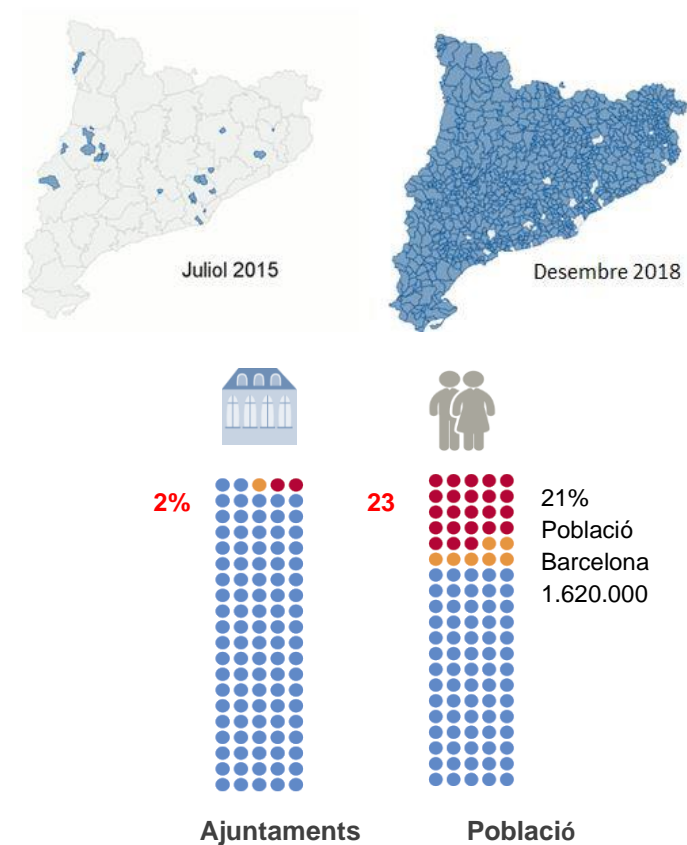 Juliol 2015
Desembre 2018
2%
23
21%
Població
Barcelona
1.620.000
Ajuntaments
Població